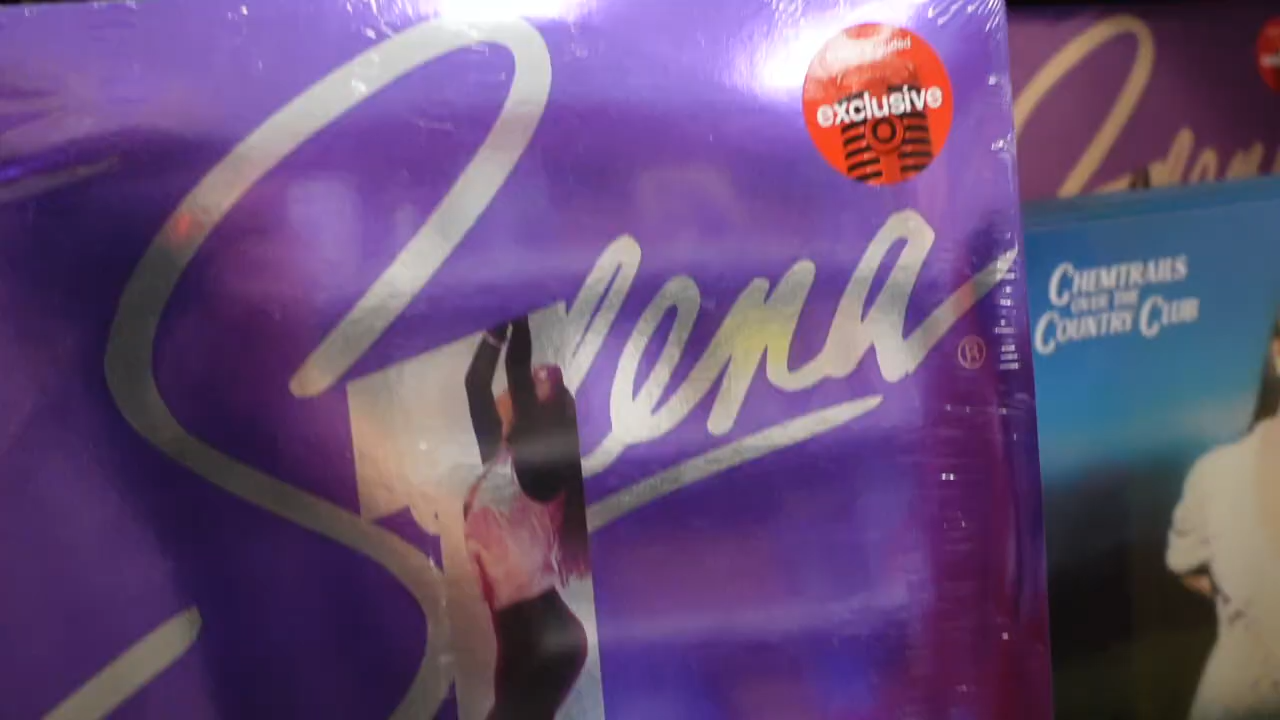 Selena
®
exclusive
CHEMTRAILS
OVER THE
COUNTRY CLUB